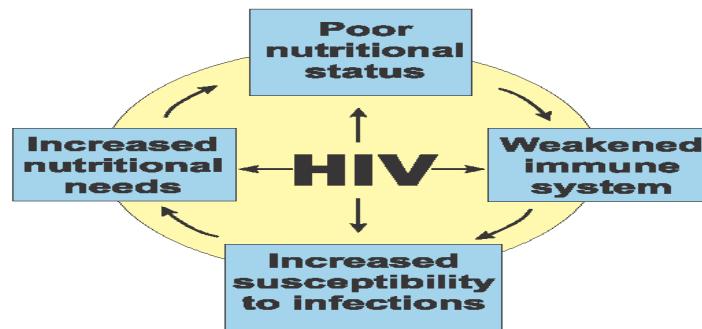 Poor
nutritional
status
Increased
nutritional
needs
HIV
Weakened
immune
system
Increased
susceptibility
to infections